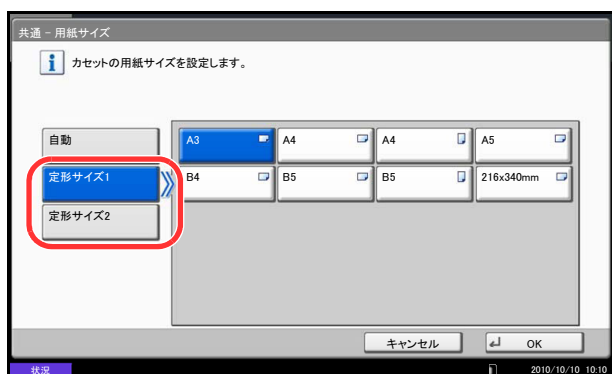 共通 - 用紙サイズ
カセットの用紙サイズを設定します。
自動
A3
A4
A4
A5
定形サイズ1
B4
B5
B5
216x340mm
定形サイズ2
キャンセル
OK
状況
2010/10/10 10:10